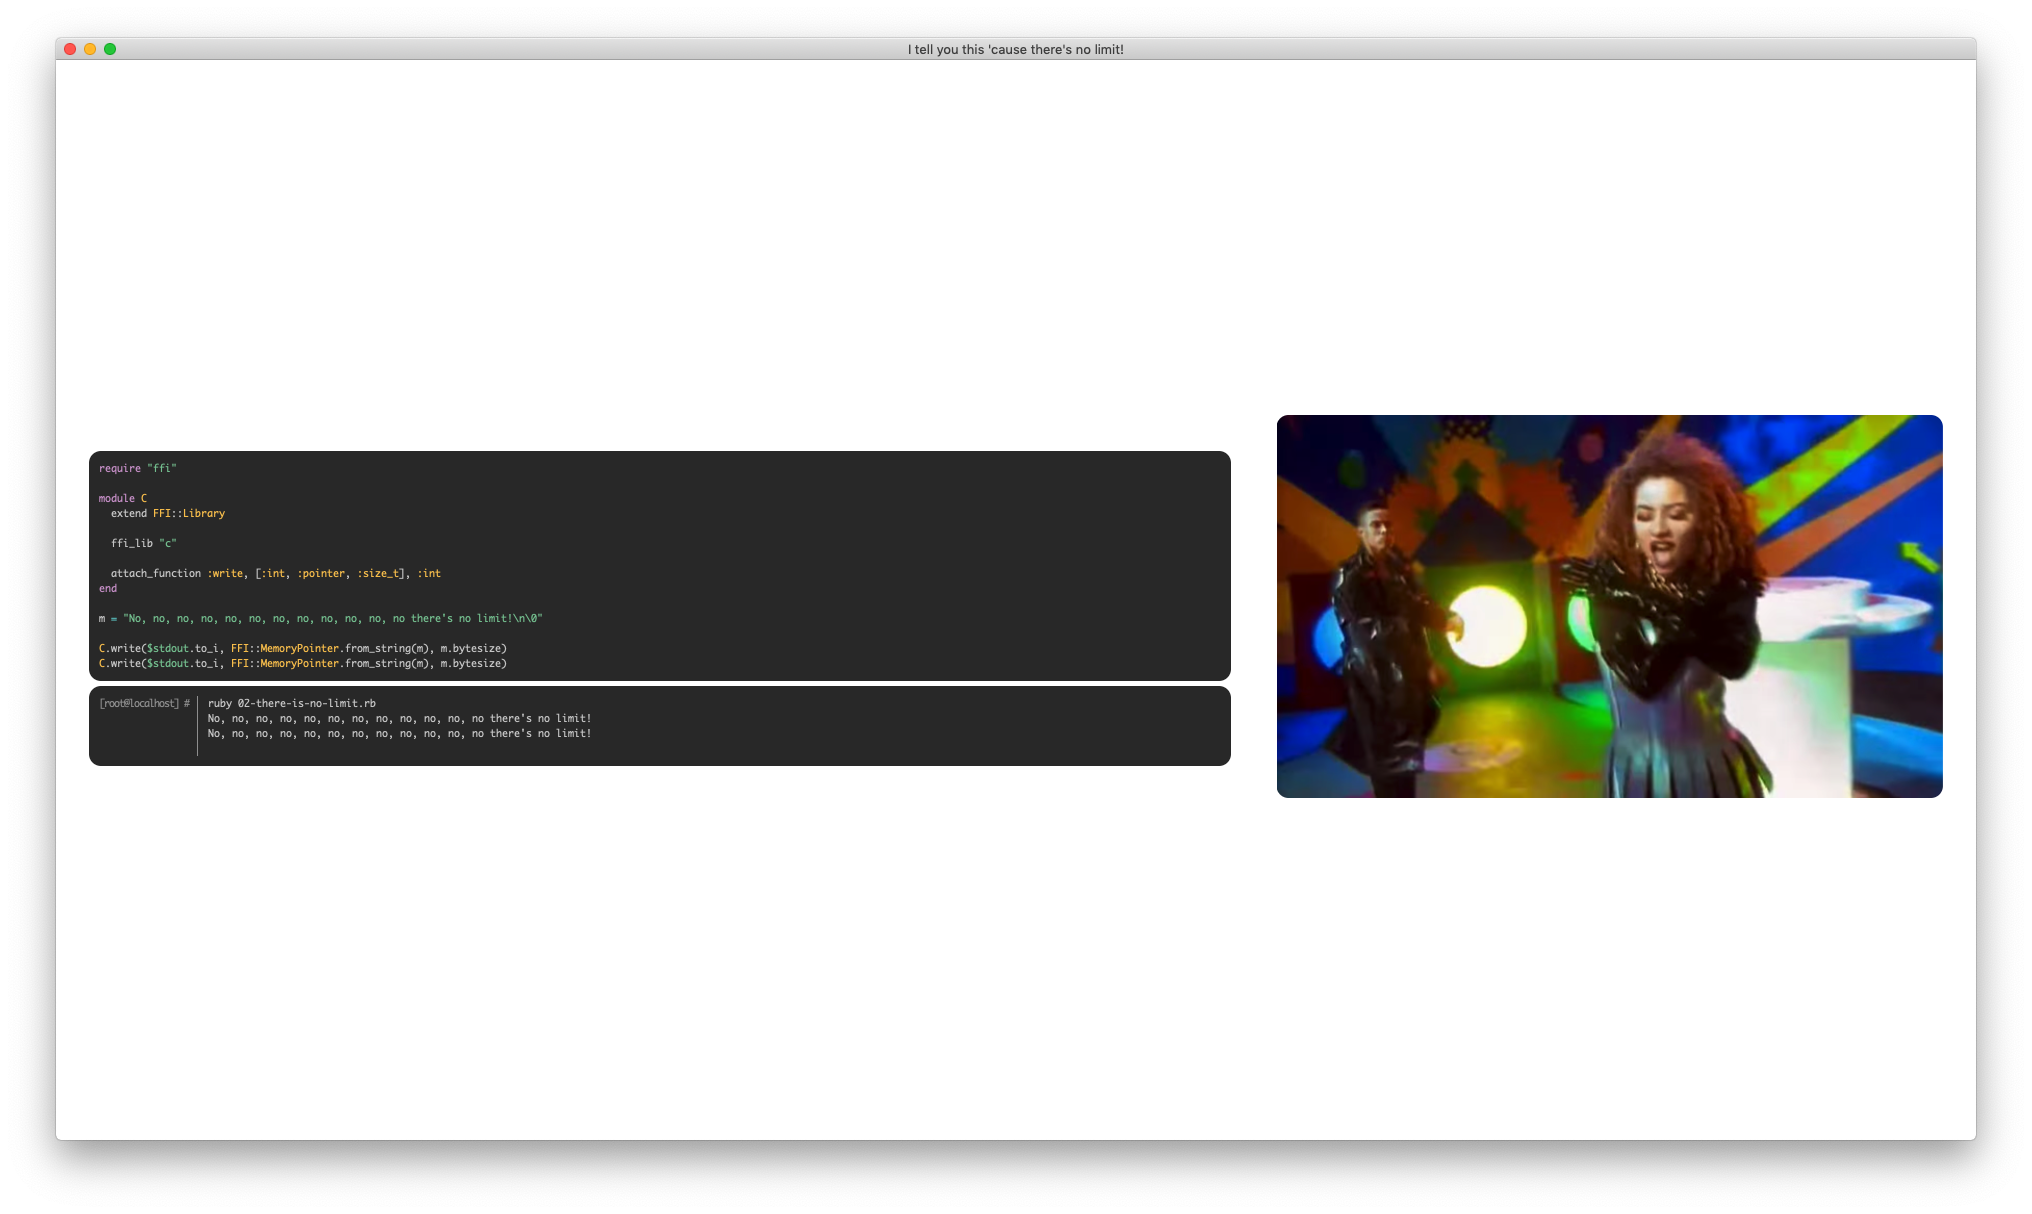 I tell you this 'cause there's no limit!
require "ffi"
module C
extend FFI::Library
ffi_lib "c"
attach_function :write, [:int, :pointer, :size_t], :int
end
m = "No, no, no, no, no, no, no, no, no, no, no, no there's no limit!\n\0"
C.write($stdout.to_i, FFI::MemoryPointer.from_string(m), m.bytesize)
C.write($stdout.to_i, FFI::MemoryPointer.from_string(m), m.bytesize)
[root@localhost] # ruby 02-there-is-no-limit.rb
No, no, no, no, no, no, no, no, no, no, no, no there's no limit!
No, no, no, no, no, no, no, no, no, no, no, no there's no limit!